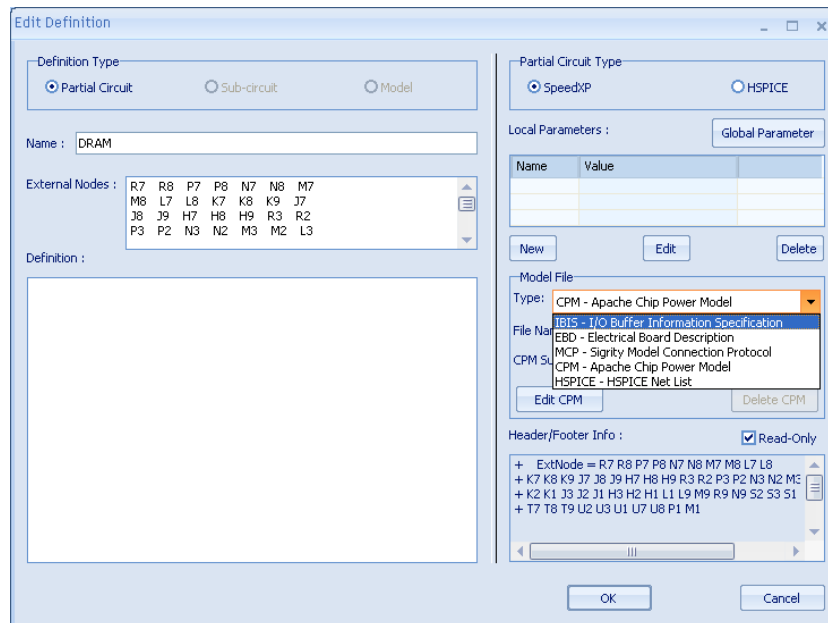 Edit Definition
Definition Type
Partial Circuit
Sub-circuit
Model
Name : DRAM
External Nodes :
R7 R8 P7 P8 N7 N8 M7
M8 L7 L8 K7 K8 K9 J7
J8 J9 H7 H8 H9 R3 R2
P3 P2 N3 N2 M3 M2 L3
Definition :
Partial Circuit Type
SpeedXP
HSPICE
Local Parameters :
Global Parameter
Name Value
New
Edit
Delete
Model File
Type: CPM - Apache Chip Power Model
IBIS - I/O Buffer Information Specification
EBD - Electrical Board Description
MCP - Sigrity Model Connection Protocol
CPM - Apache Chip Power Model
HSPICE - HSPICE Net List
File Nar
CPM Su
Edit CPM
Delete CPM
Header/Footer Info :
Read-Only
+ ExtNode = R7 R8 P7 P8 N7 N8 M7 M8 L7 L8
+ K7 K8 K9 J7 J8 J9 H7 H8 H9 R3 R2 P3 P2 N3 N2 M3
+ K2 K1 J3 J2 J1 H3 H2 H1 L1 L9 M9 R9 N9 S2 S3 S1
+ T7 T8 T9 U2 U3 U1 U7 U8 P1 M1
OK
Cancel